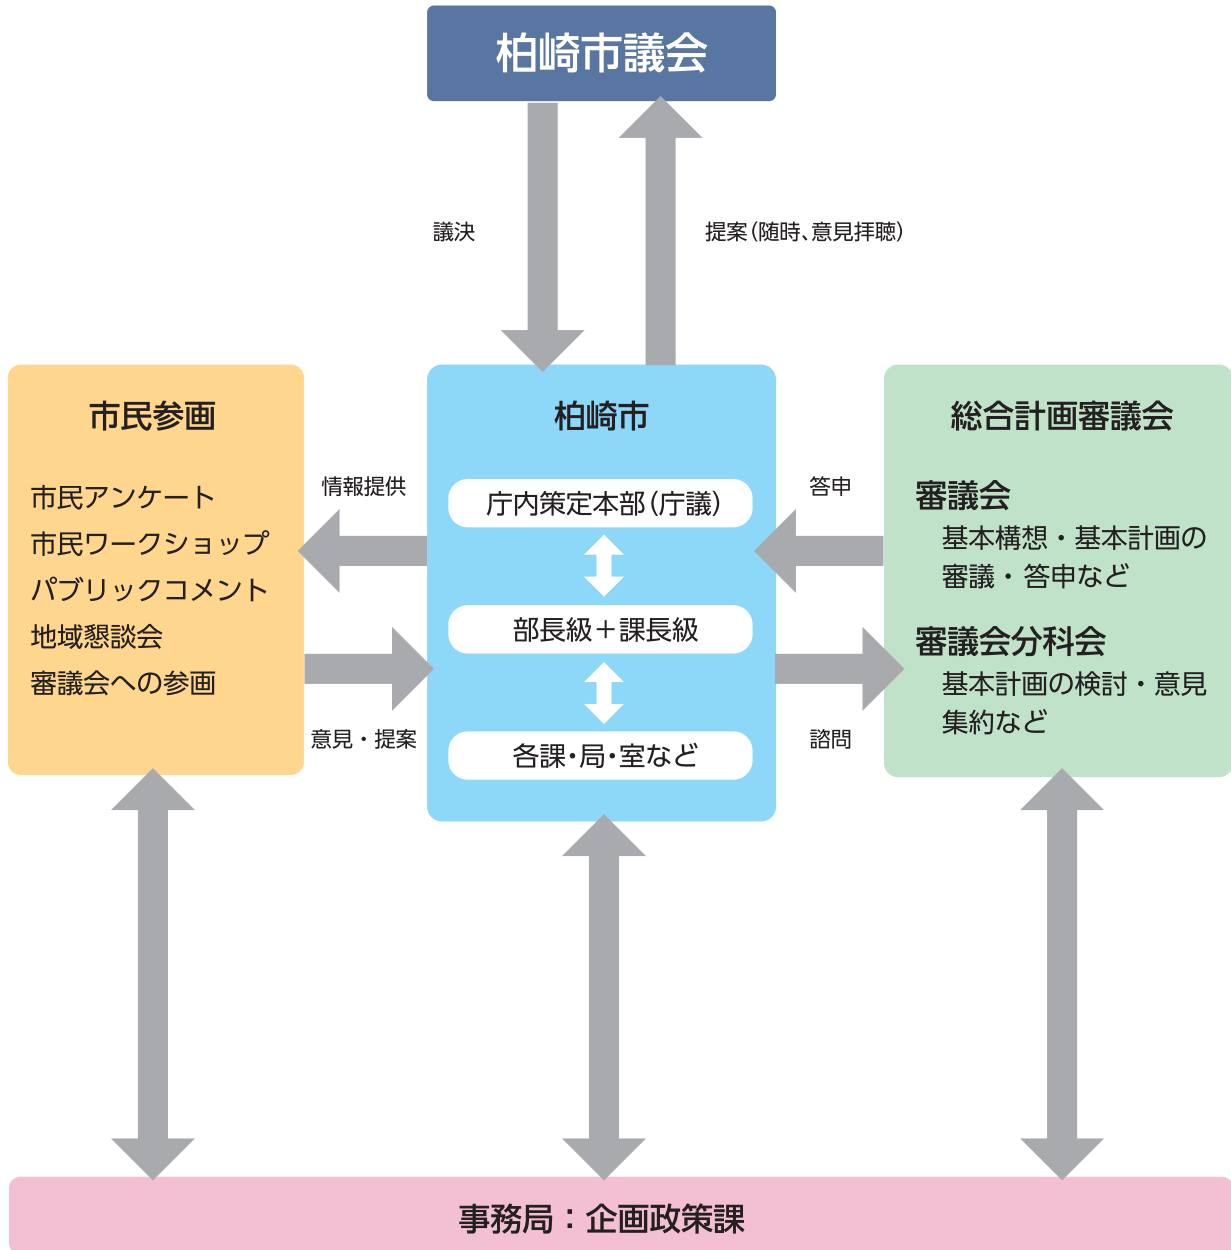 柏崎市議会
議決
提案(随時、意見拝聴)
市民参画
市民アンケート
市民ワークショップ
パブリックコメント
地域懇談会
審議会への参画
情報提供
意見・提案
柏崎市
庁内策定本部(庁議)
部長級＋課長級
各課・局・室など
答申
諮問
総合計画審議会
審議会
基本構想・基本計画の
審議・答申など
審議会分科会
基本計画の検討・意見
集約など
事務局：企画政策課